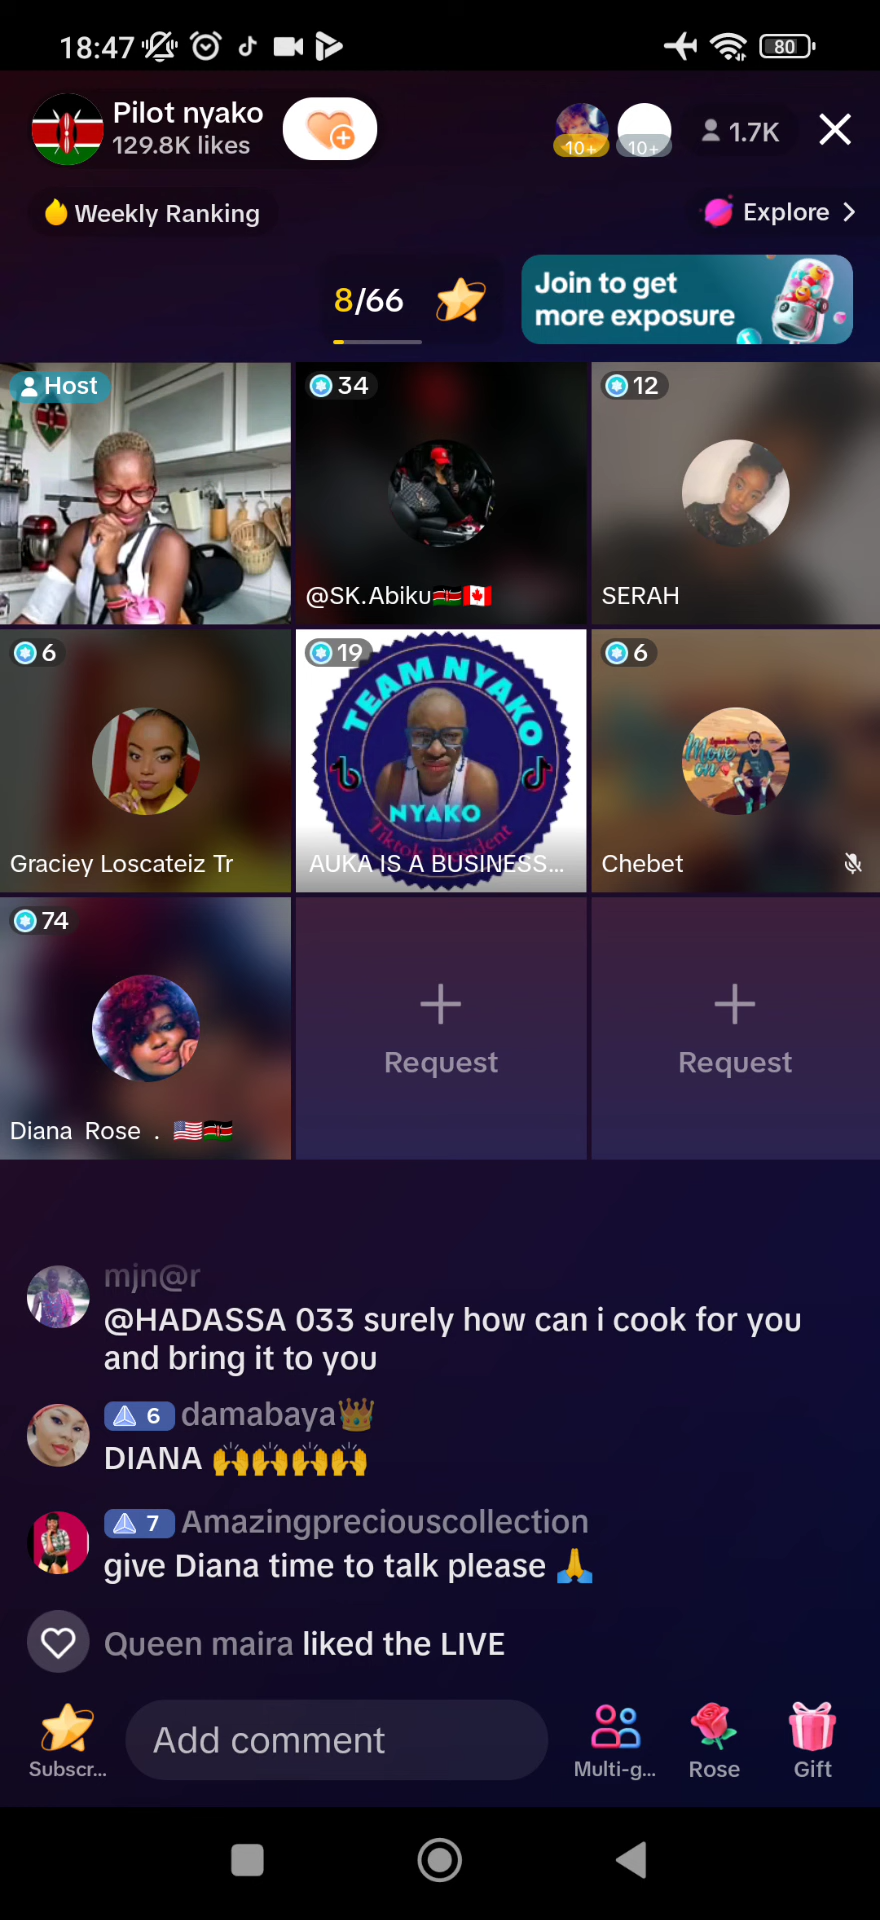 18:47
80
Pilot nyako
129.8K likes
10+
10+
1.7K
Weekly Ranking
Explore
8/66
Join to get
more exposure
Host
34
12
@SK.Abiku
SERAH
6
19
6
TEAM NYAKO
NYAKO
Tiktok President
Graciey Loscateiz Tr
AUKA IS A BUSINESS...
Chebet
Move on
74
Request
Request
Diana Rose .
mjn@r
@HADASSA 033 surely how can i cook for you
and bring it to you
6 damabaya
DIANA 🙌🙌🙌🙌
7 Amazingpreciouscollection
give Diana time to talk please 🙏
Queen maira liked the LIVE
Add comment
Subscr...
Multi-g...
Rose
Gift